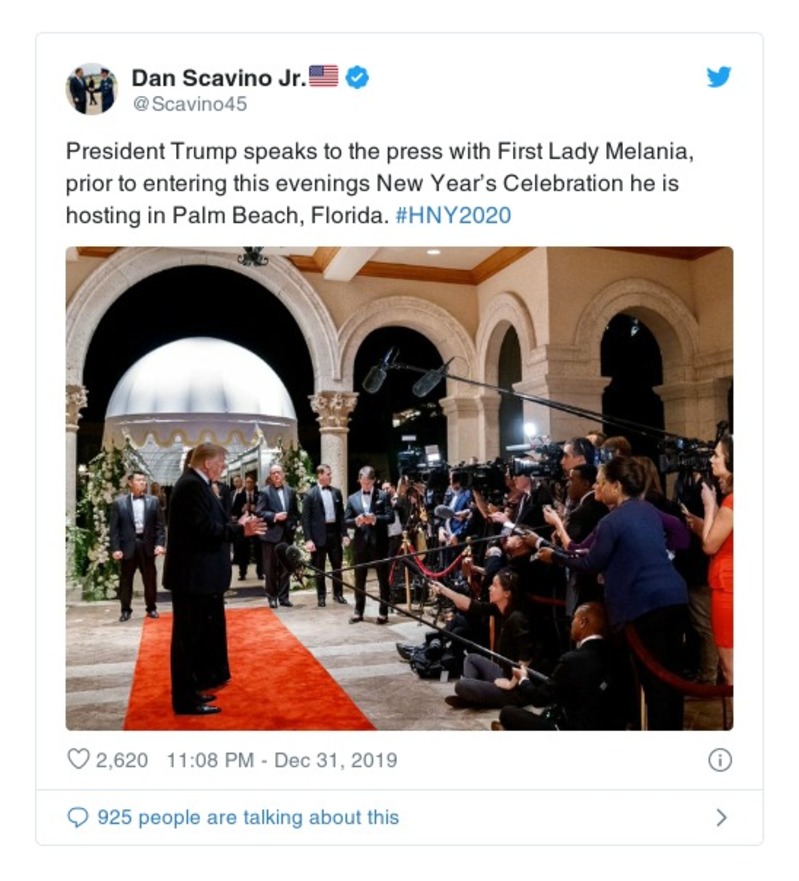 Dan Scavino Jr.🇺🇸
@Scavino45
President Trump speaks to the press with First Lady Melania,
prior to entering this evenings New Year’s Celebration he is
hosting in Palm Beach, Florida. #HNY2020
2,620 11:08 PM - Dec 31, 2019
925 people are talking about this